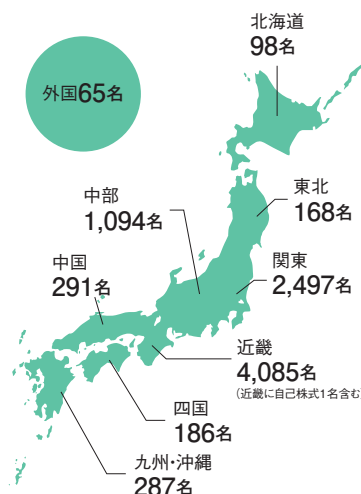 北海道
98名
外国65名
東北
168名
中部
1,094名
関東
2,497名
中国
291名
近畿
4,085名
(近畿に自己株式1名含む)
四国
186名
九州・沖縄
287名